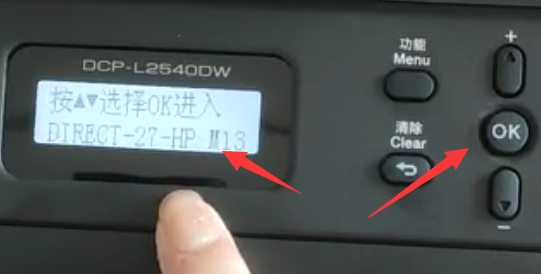 DCP-L2540DW
按▲▼选择OK进入
DIRECT-27-HP M13
功能
Menu
清除
Clear
+
OK
−